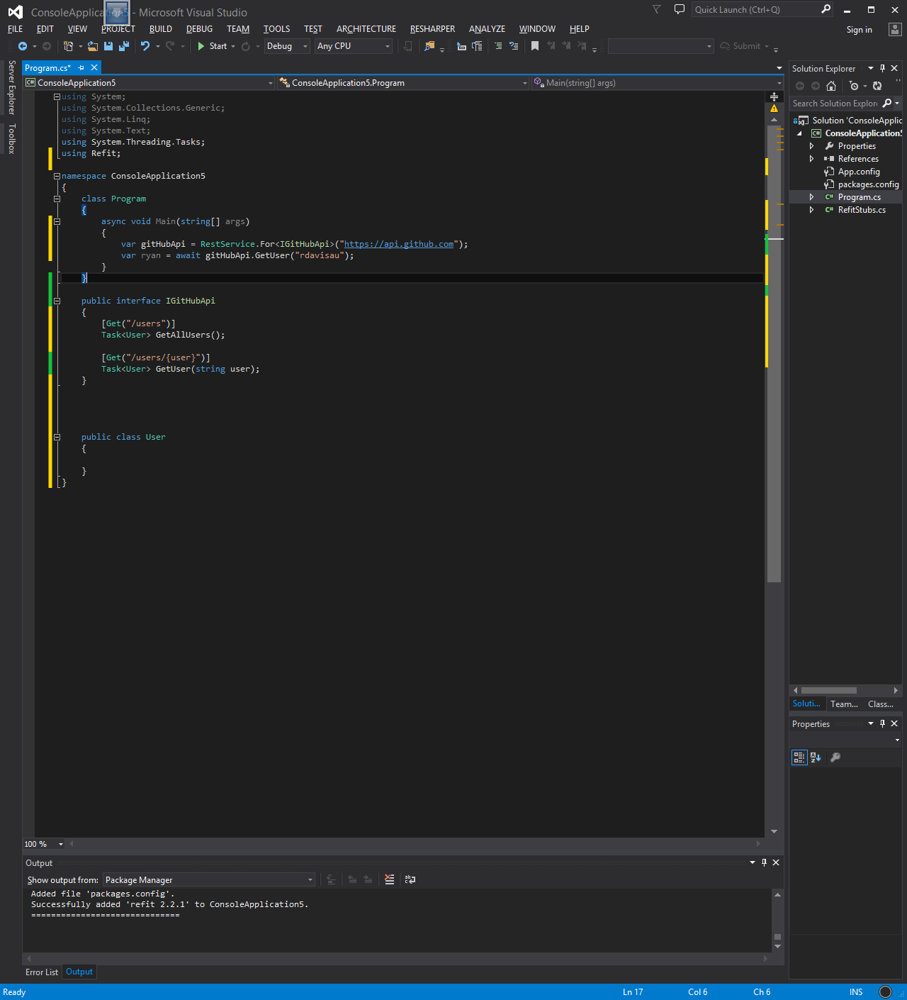 ConsoleApplication5 - Microsoft Visual Studio
Quick Launch (Ctrl+Q)
FILE EDIT VIEW PROJECT BUILD DEBUG TEAM TOOLS TEST ARCHITECTURE RESHARPER ANALYZE WINDOW HELP
Sign in
Start Debug Any CPU Submit
Server Explorer
Toolbox
Program.cs*
ConsoleApplication5 ConsoleApplication5.Program Main(string[] args)
using System;
using System.Collections.Generic;
using System.Linq;
using System.Text;
using System.Threading.Tasks;
using Refit;
namespace ConsoleApplication5
{
class Program
{
async void Main(string[] args)
{
var gitHubApi = RestService.For<IGitHubApi>("https://api.github.com");
var ryan = await gitHubApi.GetUser("rdavisau");
}
}
public interface IGitHubApi
{
[Get("/users")]
Task<User> GetAllUsers();
[Get("/users/{user}")]
Task<User> GetUser(string user);
}
public class User
{
}
}
100 %
Solution Explorer
Search Solution Explor
Solution 'ConsoleApplic
ConsoleApplication5
Properties
References
App.config
packages.config
Program.cs
RefitStubs.cs
Soluti... Team... Class...
Properties
Output
Show output from: Package Manager
Added file 'packages.config'.
Successfully added 'refit 2.2.1' to ConsoleApplication5.
==============================
Error List Output
Ready Ln 17 Col 6 Ch 6 INS